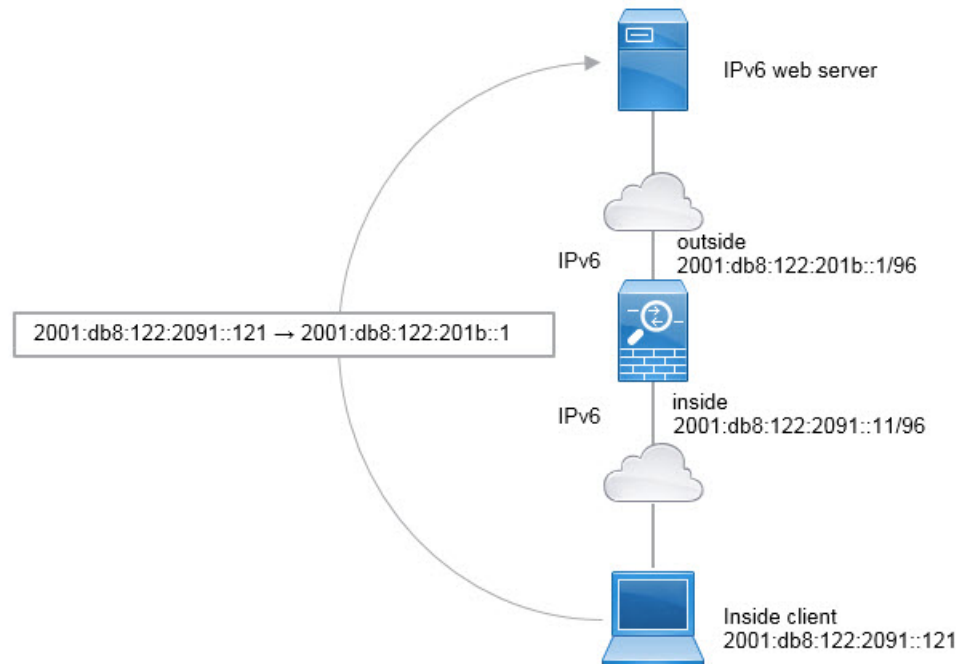 IPv6 web server
outside
IPv6
2001:db8:122:201b::1/96
2001:db8:122:2091::121 → 2001:db8:122:201b::1
inside
IPv6
2001:db8:122:2091::11/96
Inside client
2001:db8:122:2091::121